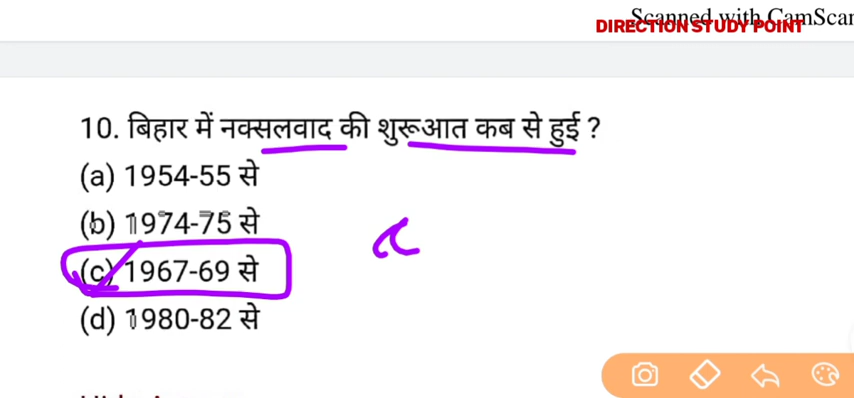 Scanned with CamScan
DIRECTION STUDY POINT
10. बिहार में नक्सलवाद की शुरूआत कब से हुई ?
(a) 1954-55 से
(b) 1974-75 से
(c) 1967-69 से
(d) 1980-82 से